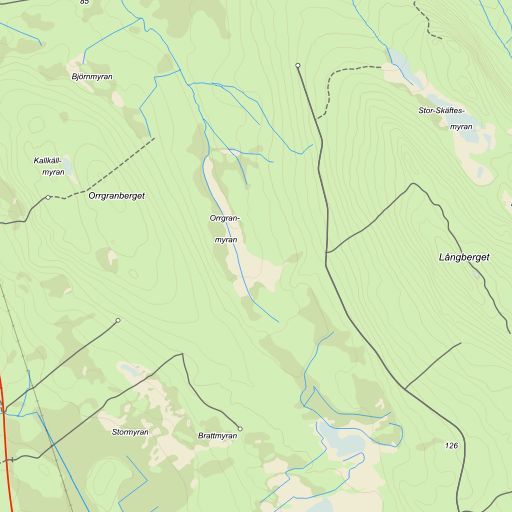 85
Björnmyran
Stor-Skäftes-
myran
Kallkäll-
myran
Orrgranberget
Orrgran-
myran
Långberget
Stormyran
Brattmyran
126